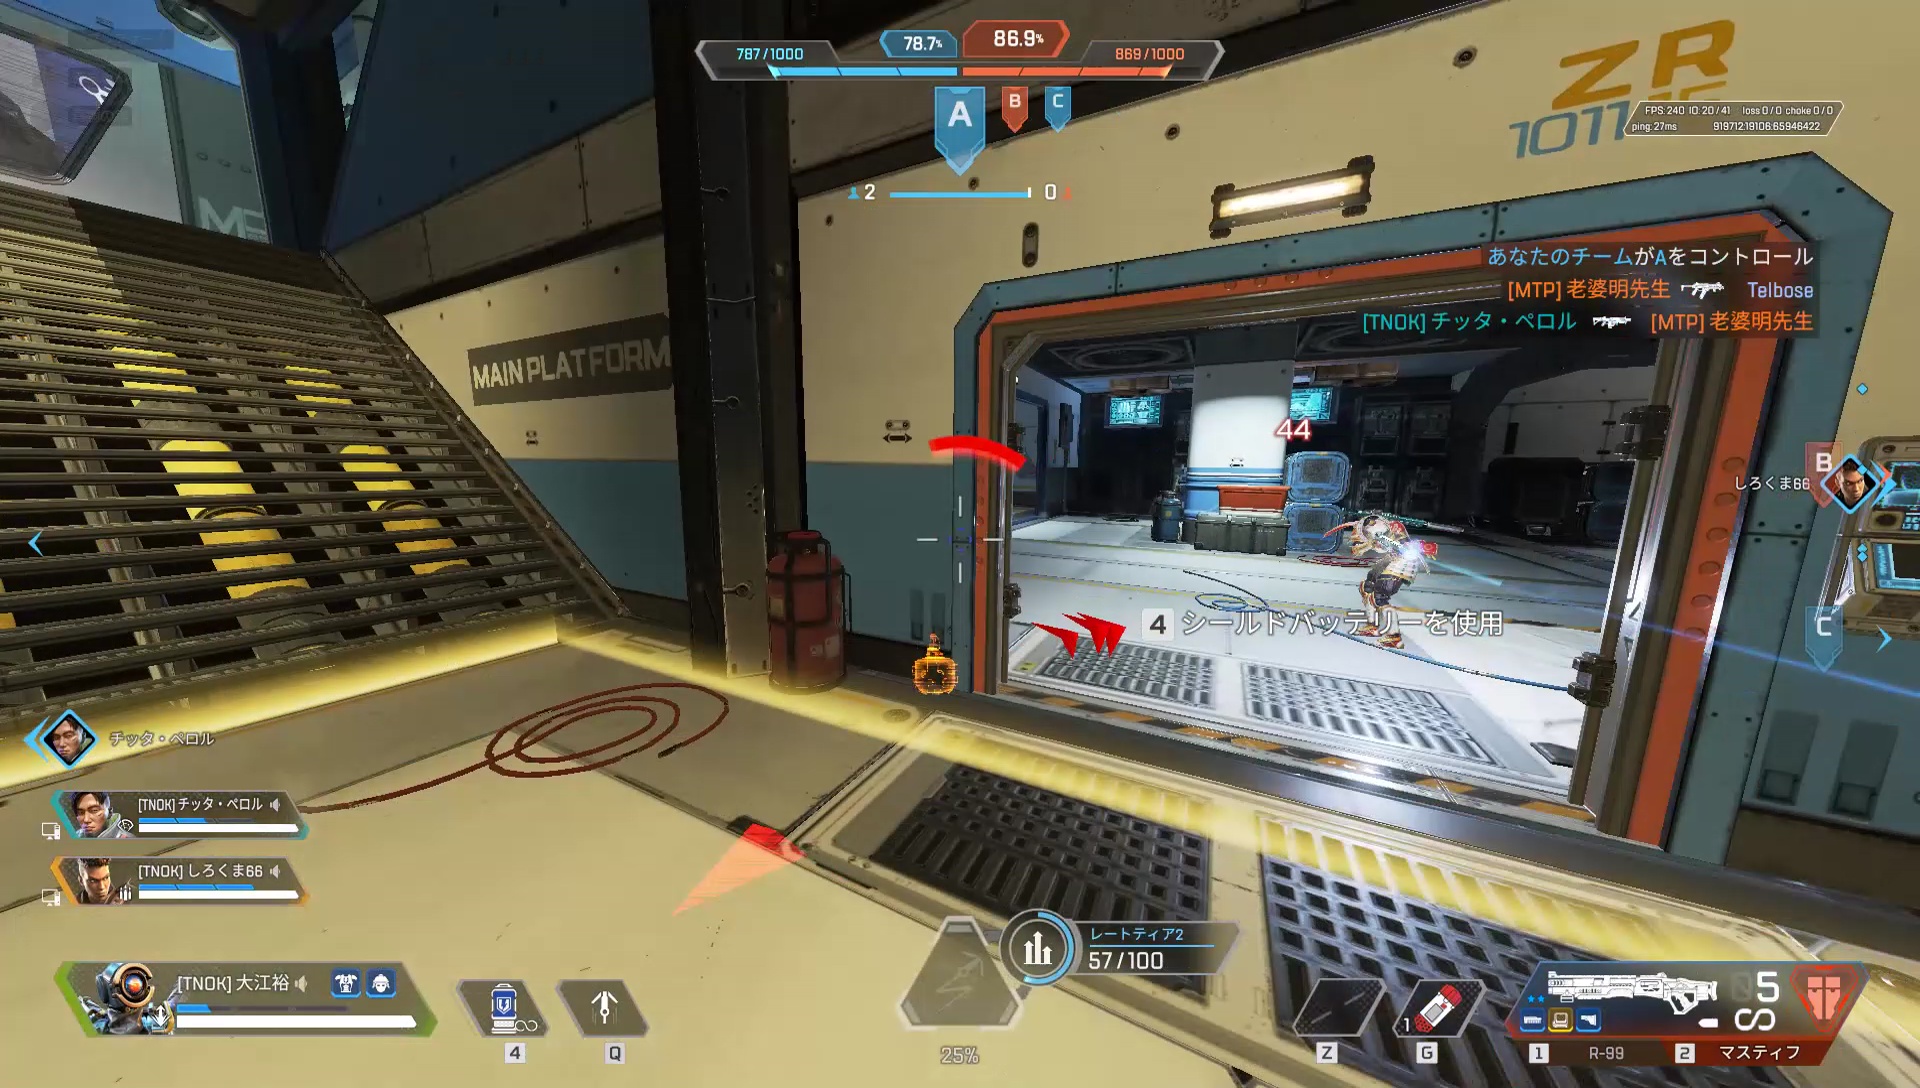 787/1000
78.7%
86.9%
869/1000
A
B
C
2
0
ZR
1011
FPS:240 IO:20/41 loss0/0 choke0/0
ping:27ms 919712:19106:65946422
あなたのチームがAをコントロール
[MTP] 老婆明先生 Telbose
[TNOK] チッタ・ペロル [MTP] 老婆明先生
MAIN PLATFORM
44
B
しろくま66
4 シールドバッテリーを使用
C
チッタ・ペロル
[TNOK] チッタ・ペロル
[TNOK] しろくま66
[TNOK] 大江裕
4
Q
25%
レートティア2
57/100
Z
1
G
5
∞
1 R-99
2 マスティフ